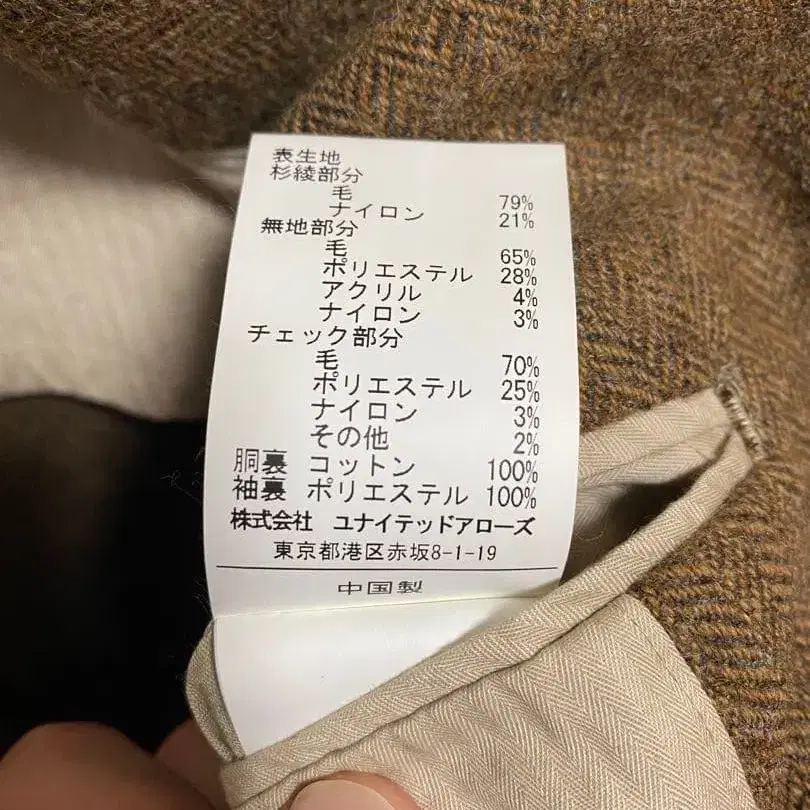 表生地
杉綾部分
毛 79%
ナイロン 21%
無地部分
毛 65%
ポリエステル 28%
アクリル 4%
ナイロン 3%
チェック部分
毛 70%
ポリエステル 25%
ナイロン 3%
その他 2%
胴裏 コットン 100%
袖裏 ポリエステル 100%
株式会社 ユナイテッドアローズ
東京都港区赤坂8-1-19
中国製